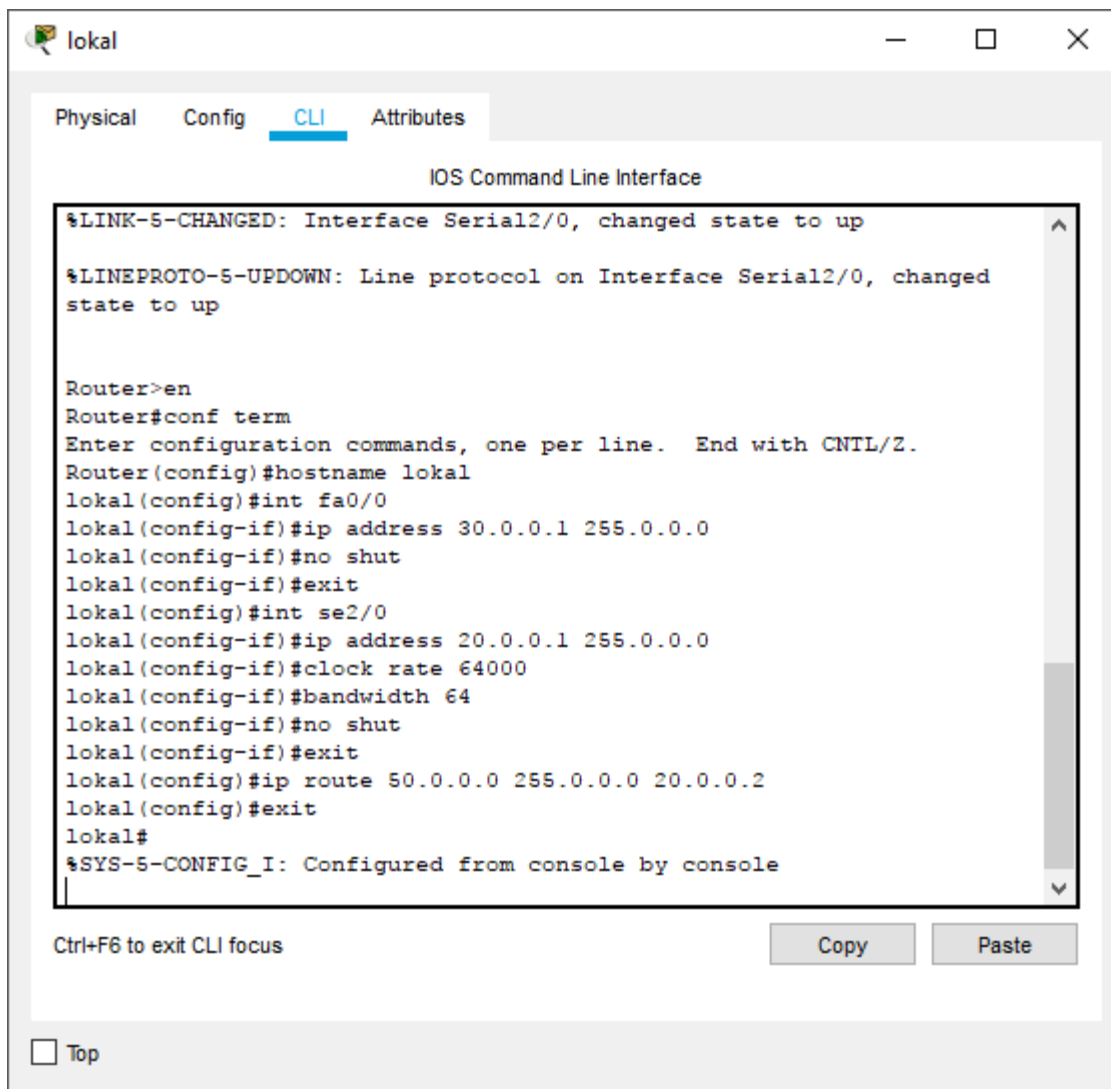 lokal
Physical Config CLI Attributes
IOS Command Line Interface
%LINK-5-CHANGED: Interface Serial2/0, changed state to up
%LINEPROTO-5-UPDOWN: Line protocol on Interface Serial2/0, changed
state to up
Router>en
Router#conf term
Enter configuration commands, one per line.  End with CNTL/Z.
Router(config)#hostname lokal
lokal(config)#int fa0/0
lokal(config-if)#ip address 30.0.0.1 255.0.0.0
lokal(config-if)#no shut
lokal(config-if)#exit
lokal(config)#int se2/0
lokal(config-if)#ip address 20.0.0.1 255.0.0.0
lokal(config-if)#clock rate 64000
lokal(config-if)#bandwidth 64
lokal(config-if)#no shut
lokal(config-if)#exit
lokal(config)#ip route 50.0.0.0 255.0.0.0 20.0.0.2
lokal(config)#exit
lokal#
%SYS-5-CONFIG_I: Configured from console by console
Ctrl+F6 to exit CLI focus
Copy Paste
Top